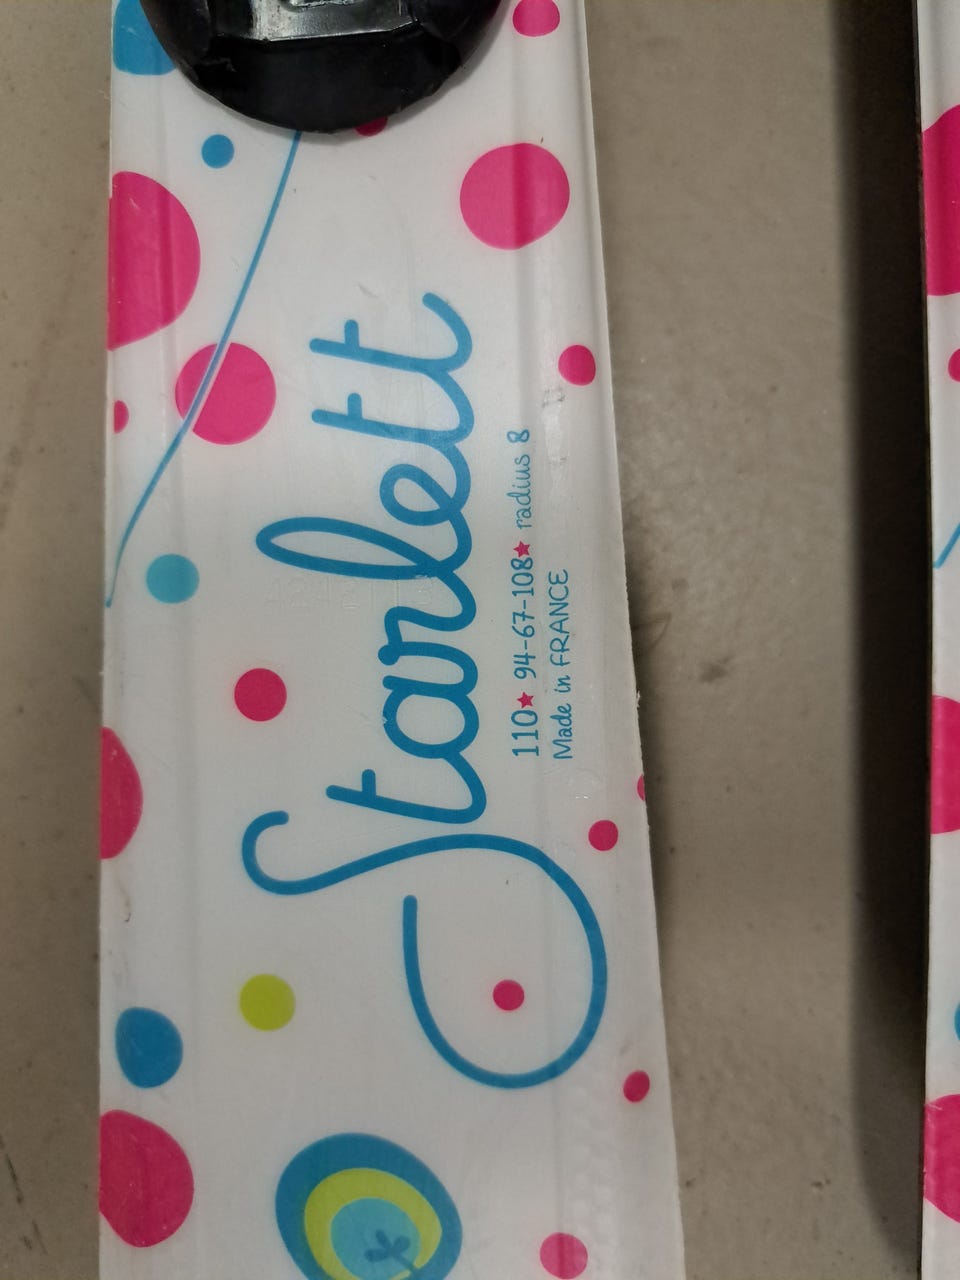 Starlett
110★ 94-67-108★ radius 8
Made in FRANCE